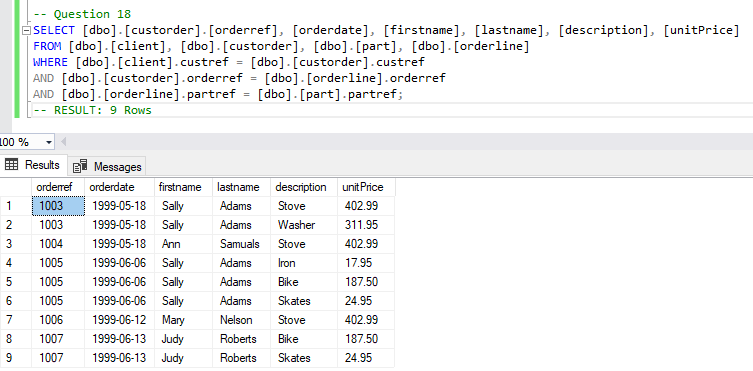 -- Question 18
SELECT [dbo].[custorder].[orderref], [orderdate], [firstname], [lastname], [description], [unitPrice]
FROM [dbo].[client], [dbo].[custorder], [dbo].[part], [dbo].[orderline]
WHERE [dbo].[client].custref = [dbo].[custorder].custref
AND [dbo].[custorder].orderref = [dbo].[orderline].orderref
AND [dbo].[orderline].partref = [dbo].[part].partref;
-- RESULT: 9 Rows
100 %
Results Messages
orderref orderdate firstname lastname description unitPrice
1 1003 1999-05-18 Sally Adams Stove 402.99
2 1003 1999-05-18 Sally Adams Washer 311.95
3 1004 1999-05-18 Ann Samuals Stove 402.99
4 1005 1999-06-06 Sally Adams Iron 17.95
5 1005 1999-06-06 Sally Adams Bike 187.50
6 1005 1999-06-06 Sally Adams Skates 24.95
7 1006 1999-06-12 Mary Nelson Stove 402.99
8 1007 1999-06-13 Judy Roberts Bike 187.50
9 1007 1999-06-13 Judy Roberts Skates 24.95